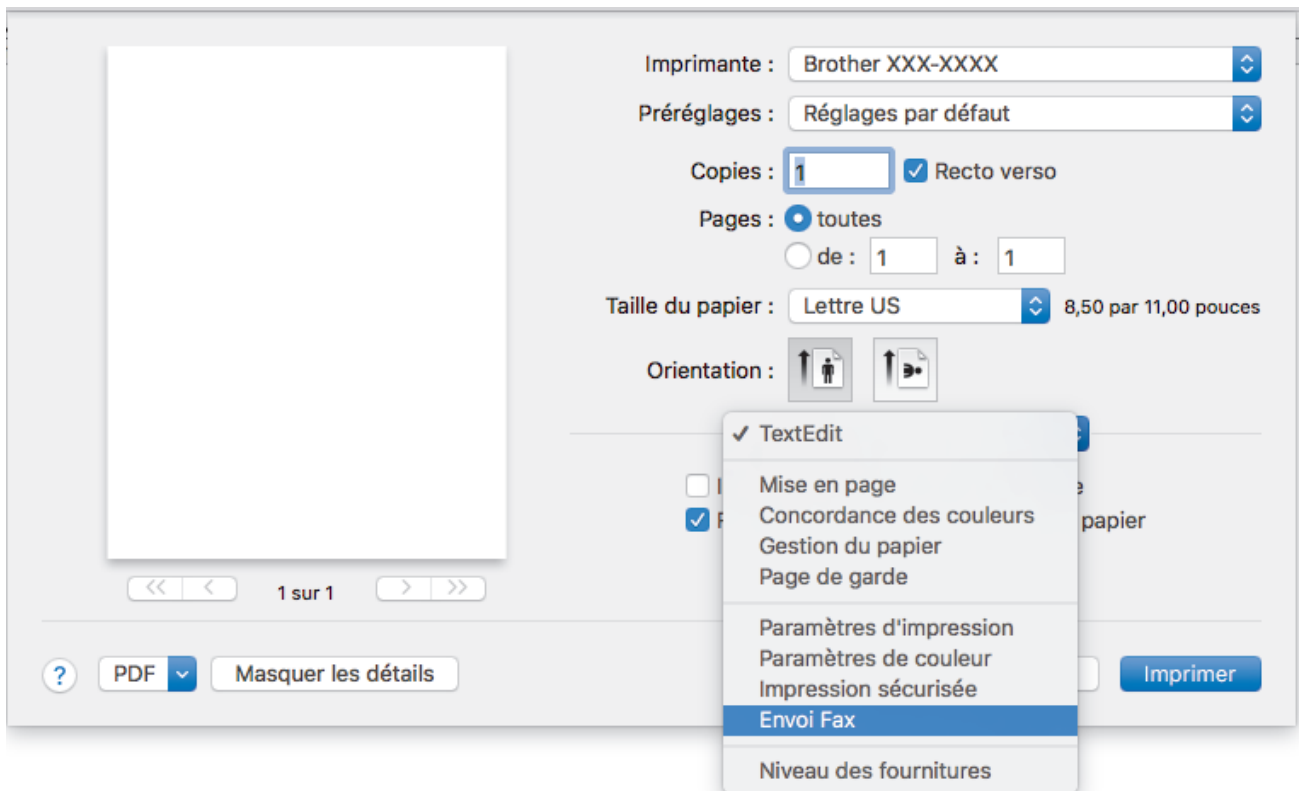 Imprimante : Brother XXX-XXXX
Préréglages : Réglages par défaut
Copies : 1 Recto verso
Pages : toutes
de : 1 à : 1
Taille du papier : Lettre US 8,50 par 11,00 pouces
Orientation :
✓ TextEdit
Mise en page
Concordance des couleurs
papier
Gestion du papier
Page de garde
1 sur 1
Paramètres d'impression
Paramètres de couleur
Impression sécurisée
Envoi Fax
Niveau des fournitures
? PDF Masquer les détails Imprimer